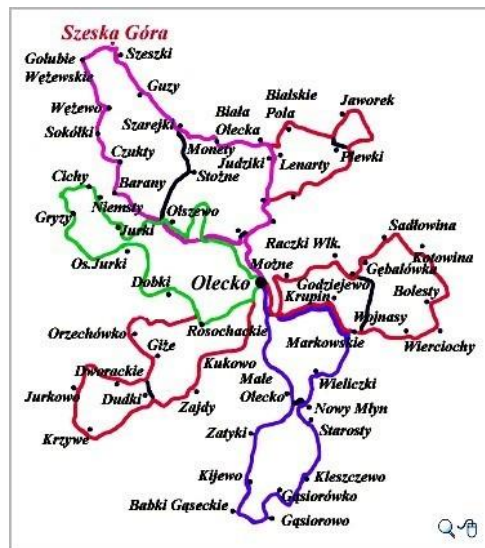 Szeska Góra
Gołubie
Wężewskie
Szeszki
Guzy
Wężewo
Sokółki
Szarejki
Biała
Olecka
Bialskie
Pola
Jaworek
Czukty
Monety
Judziki
Lenarty
Plewki
Barany
Stożne
Cichy
Niemsty
Olszewo
Gryzy
Jurki
Sadłowina
Raczki Wlk.
Kotowina
Możne
Gębalówka
Os.Jurki
Olecko
Godziejewo
Bolesty
Dobki
Krupin
Wojnasy
Orzechówko
Rosochackie
Markowskie
Wierciochy
Giże
Kukowo
Dworackie
Małe
Olecko
Wieliczki
Jurkowo
Dudki
Zajdy
Nowy Młyn
Starosty
Krzywe
Zatyki
Kijewo
Kleszczewo
Gąsiorówko
Babki Gąseckie
Gąsiorowo